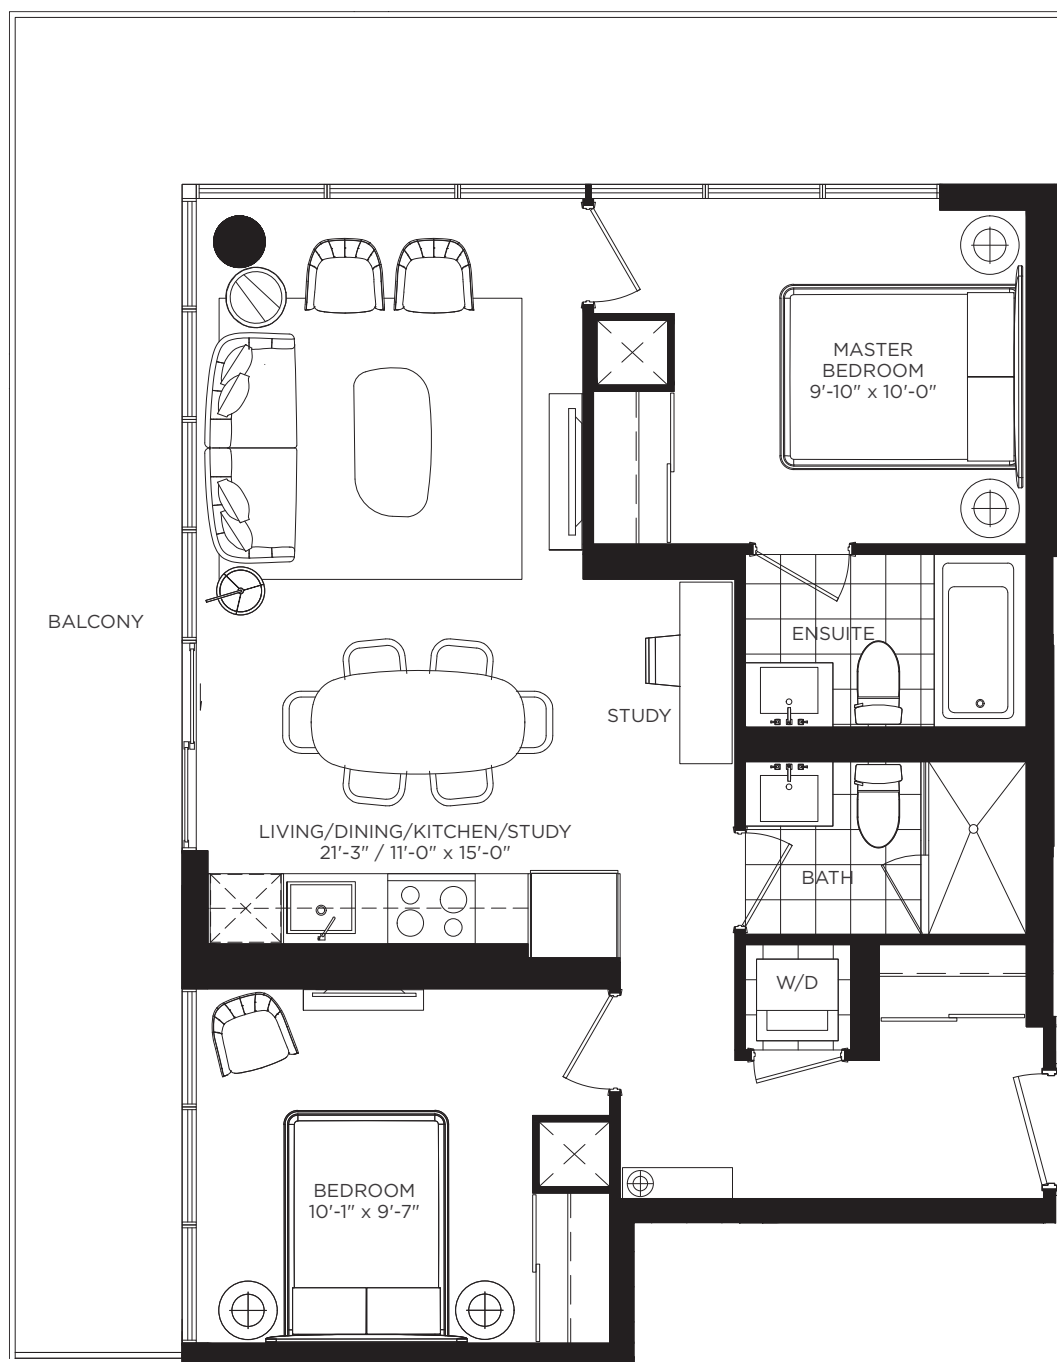 MASTER
BEDROOM
9'-10" x 10'-0"
BALCONY
ENSUITE
STUDY
LIVING/DINING/KITCHEN/STUDY
21'-3" / 11'-0" x 15'-0"
BATH
W/D
BEDROOM
10'-1" x 9'-7"